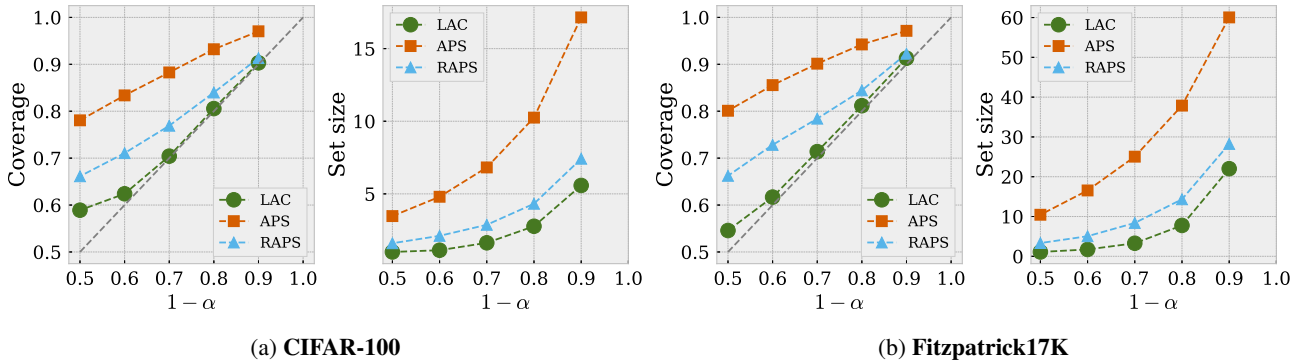 Coverage
1.0
0.9
0.8
0.7
0.6
0.5
LAC
APS
RAPS
0.5 0.6 0.7 0.8 0.9 1.0
1 − α
Set size
15
10
5
LAC
APS
RAPS
0.5 0.6 0.7 0.8 0.9 1.0
1 − α
(a) CIFAR-100
Coverage
1.0
0.9
0.8
0.7
0.6
0.5
LAC
APS
RAPS
0.5 0.6 0.7 0.8 0.9 1.0
1 − α
Set size
60
50
40
30
20
10
0
LAC
APS
RAPS
0.5 0.6 0.7 0.8 0.9 1.0
1 − α
(b) Fitzpatrick17K